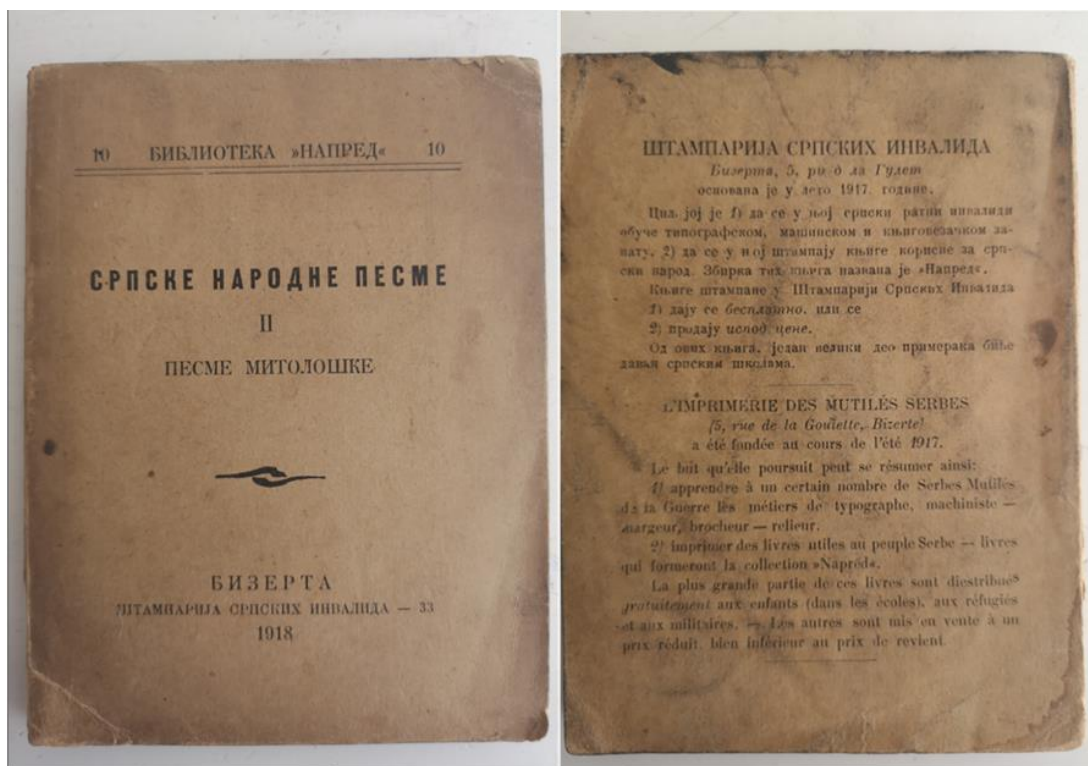 10 БИБЛИОТЕКА »НАПРЕД« 10
СРПСКЕ НАРОДНЕ ПЕСМЕ
II
ПЕСМЕ МИТОЛОШКЕ
БИЗЕРТА
ШТАМПАРИЈА СРПСКИХ ИНВАЛИДА — 33
1918
ШТАМПАРИЈА СРПСКИХ ИНВАЛИДА
Бизерта, 5, ри д ла Гулет
основана је у лето 1917. године.
Циљ јој је 1) да се у њој српски ратни инвалиди
обуче типографском, машинском и књиговезачком за-
нату, 2) да се у њој штампају књиге корисне за срп-
ски народ. Збирка тех књига названа је »Напред«.
Књиге штампане у Штампарији Српских Инвалида
1) дају се бесплатно, или се
2) продају испод цене.
Од ових књига, један велики део примерака биће
даван српским школама.
L'IMPRIMERIE DES MUTILÉS SERBES
(5, rue de la Goulette, Bizerte)
a été fondée au cours de l'été 1917.
Le but qu'elle poursuit peut se résumer ainsi:
1) apprendre à un certain nombre de Serbes Mutilés
de la Guerre les métiers de typographe, machiniste —
margeur, brocheur — relieur.
2) imprimer des livres utiles au peuple Serbe — livres
qui formeront la collection »Napred«.
La plus grande partie de ces livres sont diestribués
gratuitement aux enfants (dans les écoles), aux réfugiés
et aux militaires. — Les autres sont mis en vente à un
prix réduit, bien inférieur au prix de revient